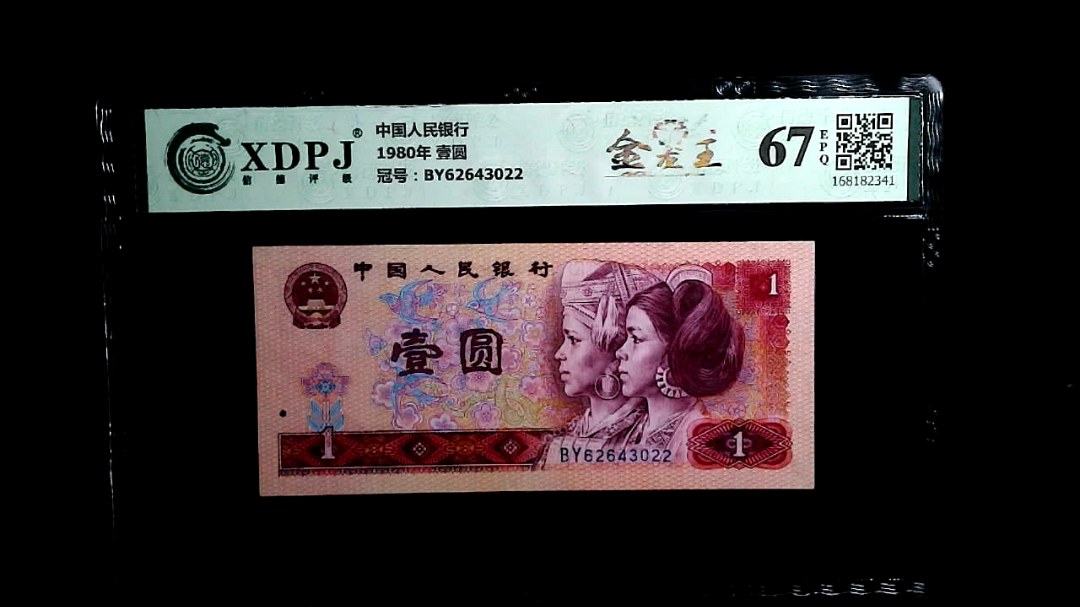 XDPJ®
信德评级
中国人民银行
1980年 壹圆
冠号：BY62643022
金龙王
67
EPQ
168182341
中国人民银行
1
壹圆
1
BY62643022
1